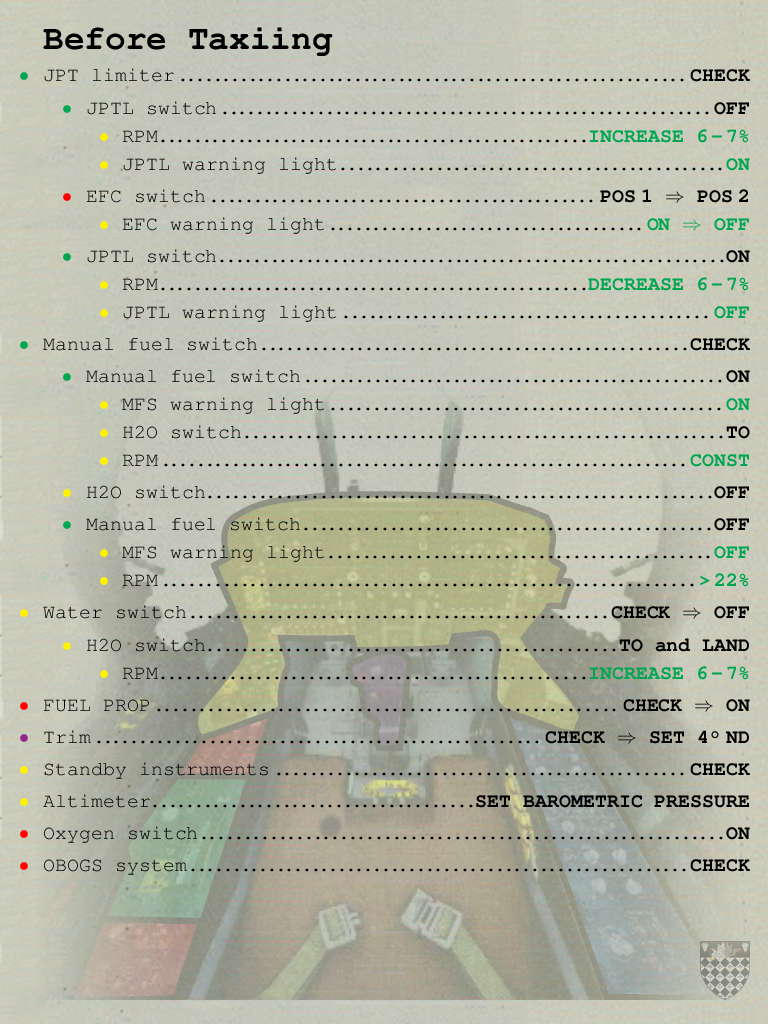 Before Taxiing
● JPT limiter........................................................CHECK
● JPTL switch........................................................OFF
● RPM........................................................INCREASE 6–7%
● JPTL warning light........................................................ON
● EFC switch........................................................POS 1 ⇒ POS 2
● EFC warning light........................................................ON ⇒ OFF
● JPTL switch........................................................ON
● RPM........................................................DECREASE 6–7%
● JPTL warning light........................................................OFF
● Manual fuel switch........................................................CHECK
● Manual fuel switch........................................................ON
● MFS warning light........................................................ON
● H2O switch........................................................TO
● RPM........................................................CONST
● H2O switch........................................................OFF
● Manual fuel switch........................................................OFF
● MFS warning light........................................................OFF
● RPM........................................................>22%
● Water switch........................................................CHECK ⇒ OFF
● H2O switch........................................................TO and LAND
● RPM........................................................INCREASE 6–7%
● FUEL PROP........................................................CHECK ⇒ ON
● Trim........................................................CHECK ⇒ SET 4° ND
● Standby instruments........................................................CHECK
● Altimeter........................................................SET BAROMETRIC PRESSURE
● Oxygen switch........................................................ON
● OBOGS system........................................................CHECK